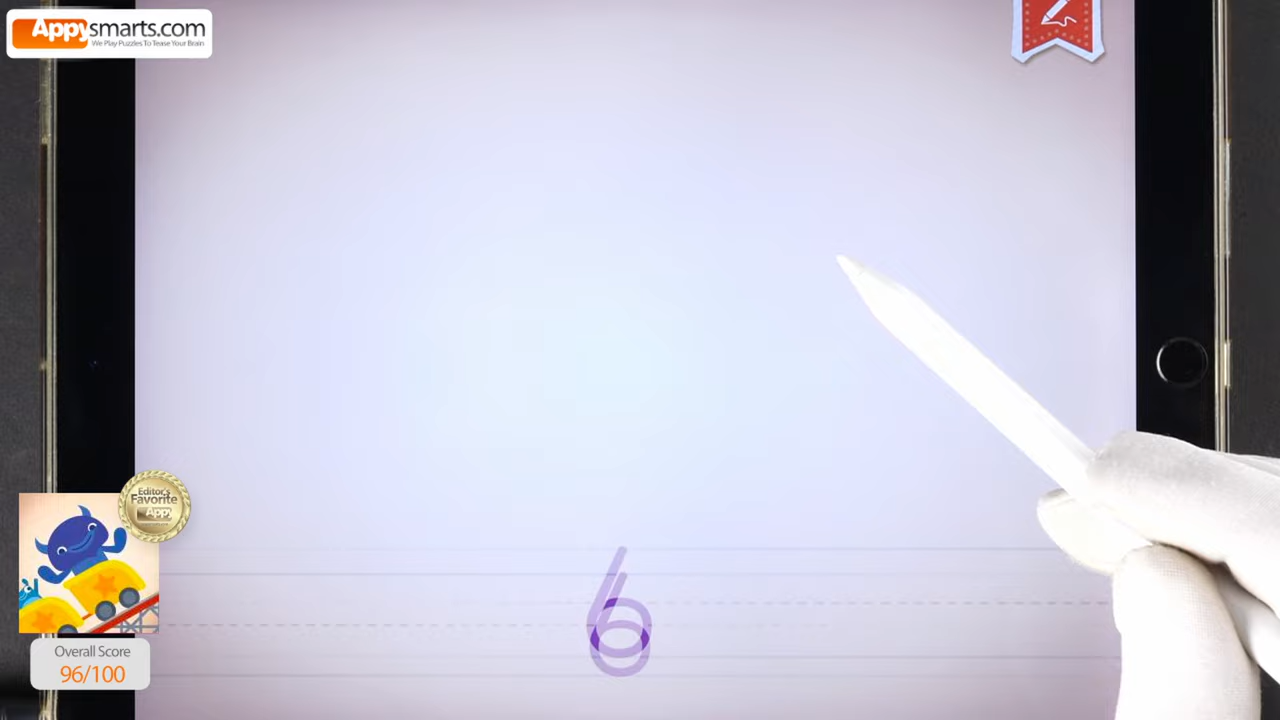 Appysmarts.com
We Play Puzzles To Tease Your Brain
Editor's
Favorite
Appy
6
Overall Score
96/100